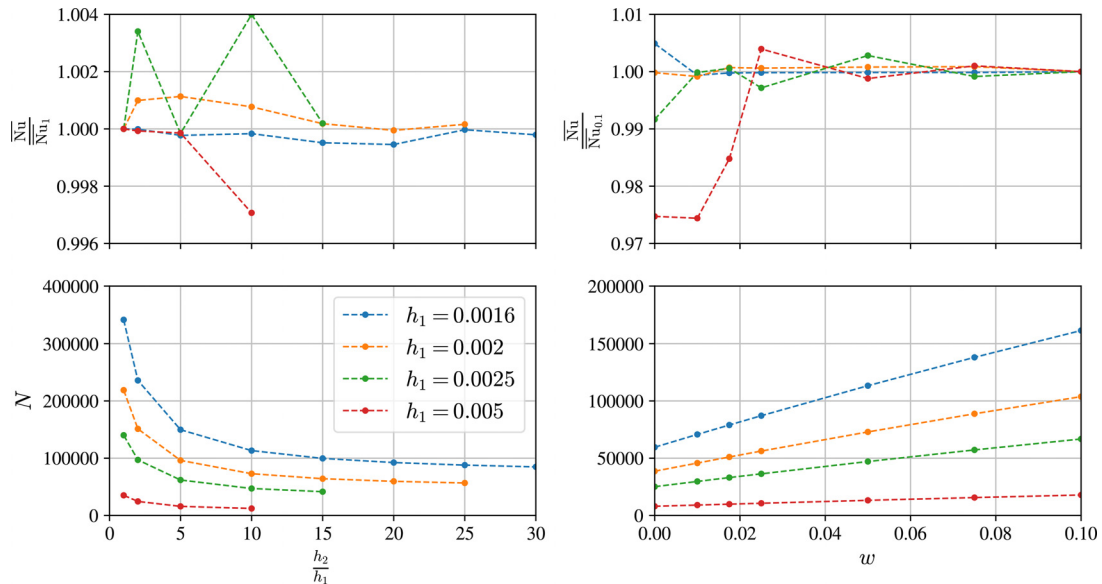 1.004
1.002
1.000
0.998
0.996
Nu
Nu1
1.01
1.00
0.99
0.98
0.97
Nu
Nu0.1
400000
300000
200000
100000
0
N
h1 = 0.0016
h1 = 0.002
h1 = 0.0025
h1 = 0.005
0 5 10 15 20 25 30
h2
h1
200000
150000
100000
50000
0
0.00 0.02 0.04 0.06 0.08 0.10
w